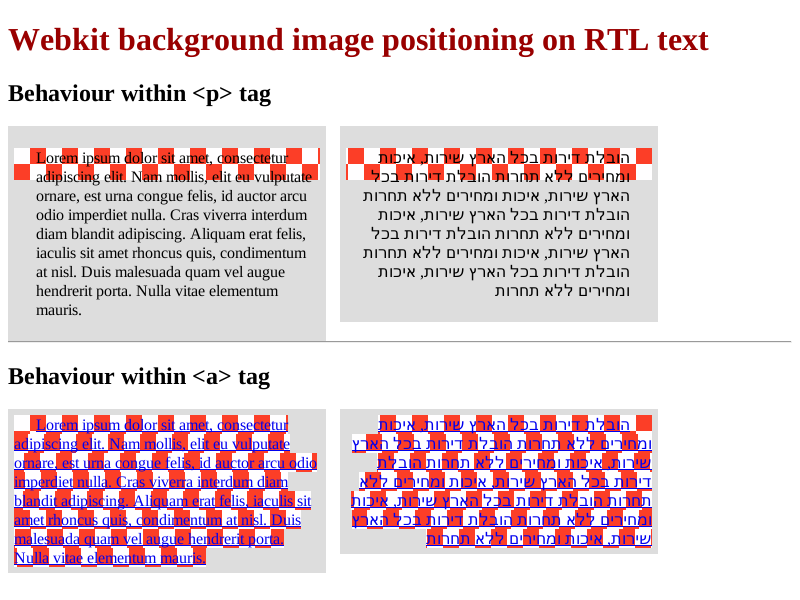 Webkit background image positioning on RTL text
Behaviour within <p> tag
Lorem ipsum dolor sit amet, consectetur
adipiscing elit. Nam mollis, elit eu vulputate
ornare, est urna congue felis, id auctor arcu
odio imperdiet nulla. Cras viverra interdum
diam blandit adipiscing. Aliquam erat felis,
iaculis sit amet rhoncus quis, condimentum
at nisl. Duis malesuada quam vel augue
hendrerit porta. Nulla vitae elementum
mauris.
הובלת דירות בכל הארץ שירות, איכות
ומחירים ללא תחרות הובלת דירות בכל
הארץ שירות, איכות ומחירים ללא תחרות
הובלת דירות בכל הארץ שירות, איכות
ומחירים ללא תחרות הובלת דירות בכל
הארץ שירות, איכות ומחירים ללא תחרות
הובלת דירות בכל הארץ שירות, איכות
ומחירים ללא תחרות
Behaviour within <a> tag
Lorem ipsum dolor sit amet, consectetur
adipiscing elit. Nam mollis, elit eu vulputate
ornare, est urna congue felis, id auctor arcu odio
imperdiet nulla. Cras viverra interdum diam
blandit adipiscing. Aliquam erat felis, iaculis sit
amet rhoncus quis, condimentum at nisl. Duis
malesuada quam vel augue hendrerit porta.
Nulla vitae elementum mauris.
הובלת דירות בכל הארץ שירות, איכות
ומחירים ללא תחרות הובלת דירות בכל הארץ
שירות, איכות ומחירים ללא תחרות הובלת
דירות בכל הארץ שירות, איכות ומחירים ללא
תחרות הובלת דירות בכל הארץ שירות, איכות
ומחירים ללא תחרות הובלת דירות בכל הארץ
שירות, איכות ומחירים ללא תחרות